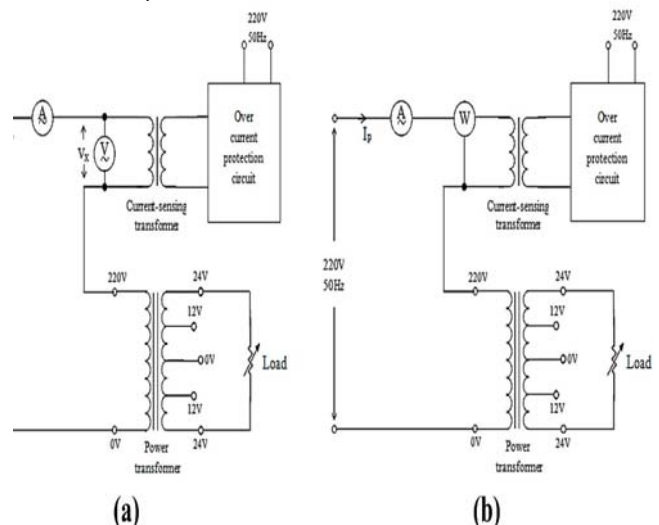 220V
50Hz
A
V
Vx
Over
current
protection
circuit
Current-sensing
transformer
220V
24V
12V
0V
12V
24V
0V
Load
Power
transformer
(a)
220V
50Hz
A
W
Ip
Over
current
protection
circuit
Current-sensing
transformer
220V
50Hz
220V
24V
12V
0V
12V
24V
0V
Load
Power
transformer
(b)